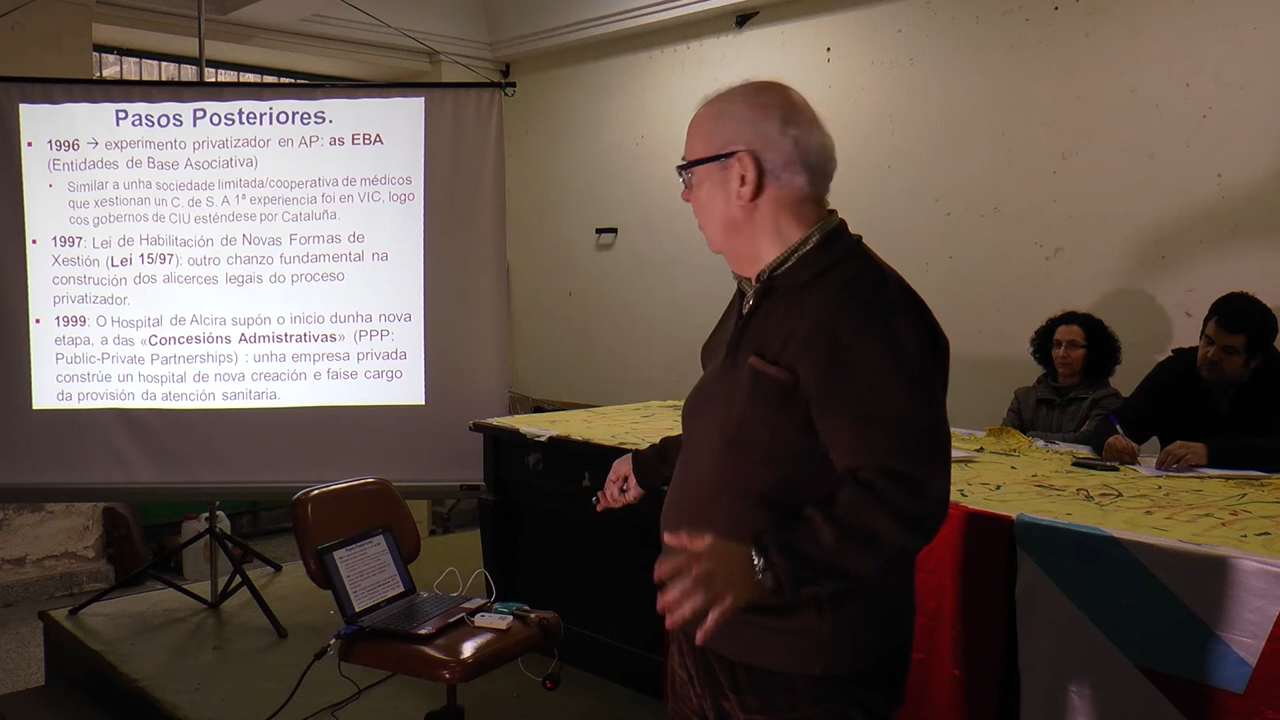 Pasos Posteriores.
1996 → experimento privatizador en AP: as EBA
(Entidades de Base Asociativa)
Similar a unha sociedade limitada/cooperativa de médicos
que xestionan un C. de S. A 1ª experiencia foi en VIC, logo
cos gobernos de CIU esténdese por Cataluña.
1997: Lei de Habilitación de Novas Formas de
Xestión (Lei 15/97): outro chanzo fundamental na
construción dos alicerces legais do proceso
privatizador.
1999: O Hospital de Alcira supón o inicio dunha nova
etapa, a das «Concesións Admistrativas» (PPP:
Public-Private Partnerships) : unha empresa privada
constrúe un hospital de nova creación e faise cargo
da provisión da atención sanitaria.